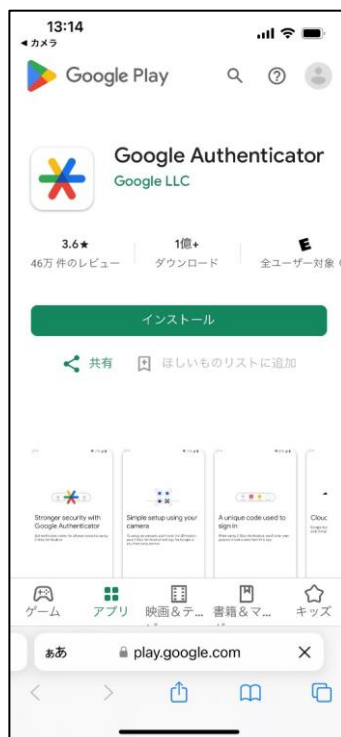 13:14
◀ カメラ
Google Play
Google Authenticator
Google LLC
3.6★
1億+
E
46万 件のレビュー
ダウンロード
全ユーザー対象
インストール
共有
ほしいものリストに追加
Stronger security with
Google Authenticator
Simple setup using your
camera
A unique code used to
sign in
Clou
ゲーム
アプリ
映画&テ...
書籍&マ...
キッズ
ぁあ
play.google.com